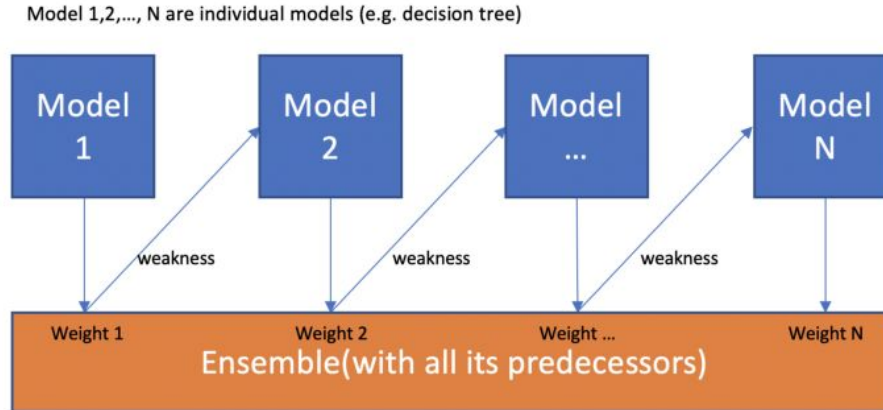 Model 1,2,..., N are individual models (e.g. decision tree)
Model
1
Model
2
Model
...
Model
N
weakness
weakness
weakness
Weight 1
Weight 2
Weight ...
Weight N
Ensemble(with all its predecessors)